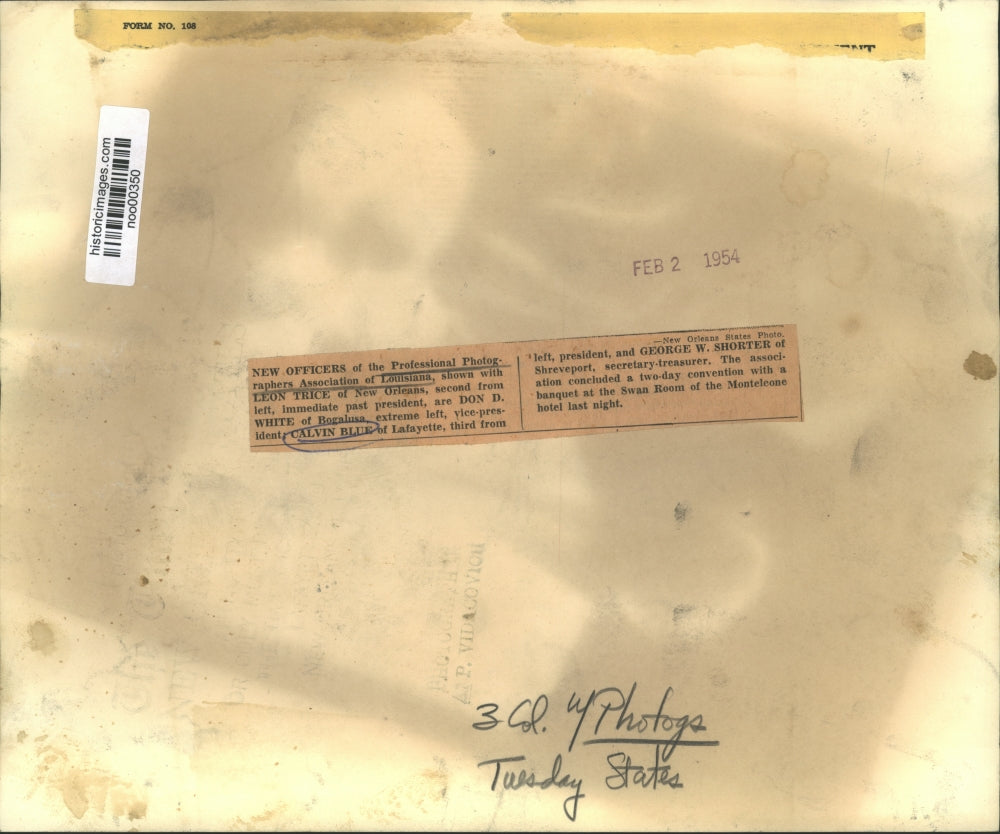 FORM NO. 108
historicimages.com
noo00350
FEB 2 1954
NEW OFFICERS of the Professional Photog-
raphers Association of Louisiana, shown with
LEON TRICE of New Orleans, second from
left, immediate past president, are DON D.
WHITE of Bogalusa, extreme left, vice-pres-
ident; CALVIN BLUE of Lafayette, third from
—New Orleans States Photo.
left, president, and GEORGE W. SHORTER of
Shreveport, secretary-treasurer. The associ-
ation concluded a two-day convention with a
banquet at the Swan Room of the Monteleone
hotel last night.
P. VIDACOVICH
3 Col. w/ Photogs
Tuesday States